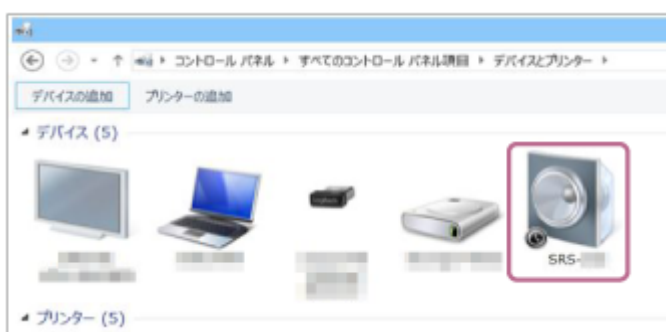 コントロール パネル ▸ すべてのコントロール パネル項目 ▸ デバイスとプリンター ▸
デバイスの追加 プリンターの追加
デバイス (5)
SRS-
プリンター (5)